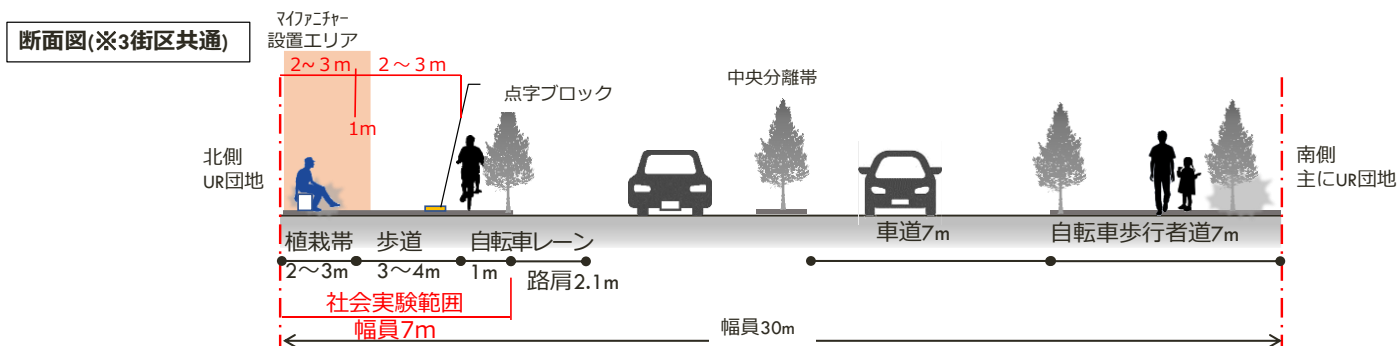 断面図(※3街区共通)
マイファニチャー
設置エリア
2~3m
2～3m
1m
点字ブロック
中央分離帯
北側
UR団地
南側
主にUR団地
植栽帯
歩道
自転車レーン
車道7m
自転車歩行者道7m
2～3m
3～4m
1m
路肩2.1m
社会実験範囲
幅員7m
幅員30m